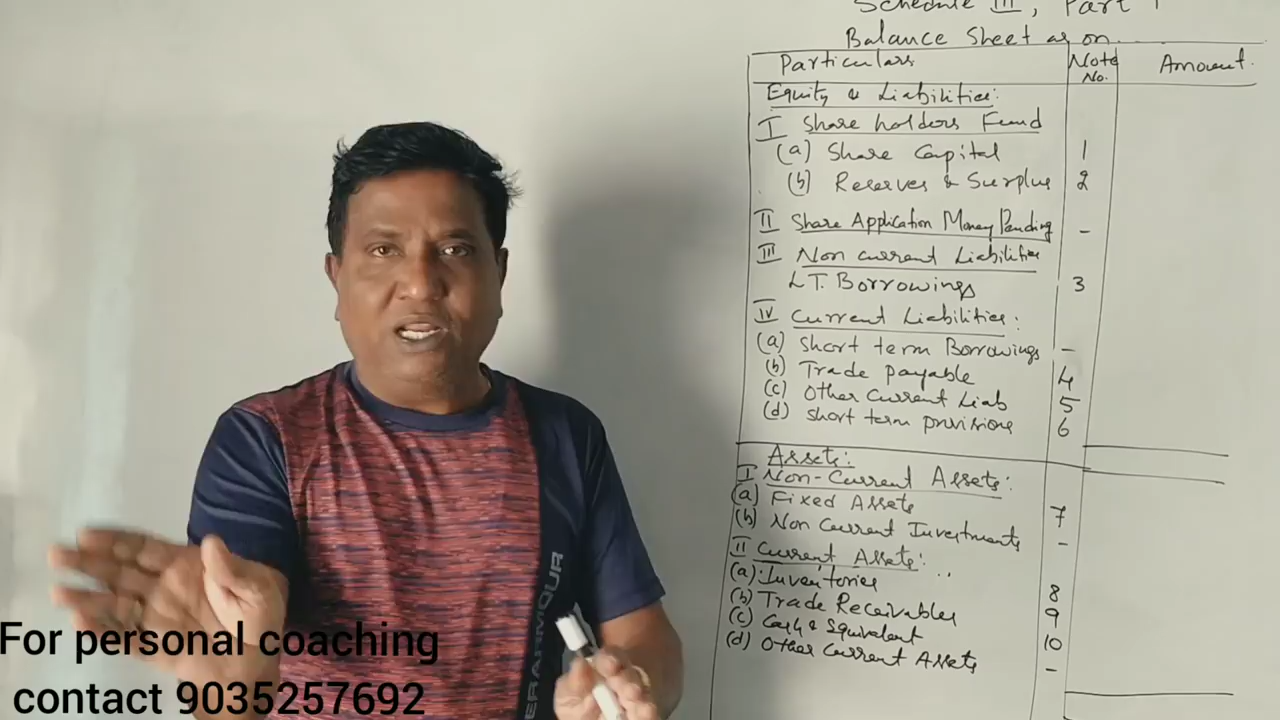 Schedule III, Part I
Balance Sheet as on.....
Particulars Note No. Amount.
Equity & Liabilities:
I Share holders Fund
(a) Share Capital 1
(b) Reserves & Surplus 2
II Share Application Money Pending -
III Non current Liabilities
L.T. Borrowings 3
IV Current Liabilities:
(a) Short term Borrowings -
(b) Trade payable 4
(c) Other Current Liab 5
(d) Short term provisions 6
Assets:
I Non-Current Assets:
(a) Fixed Assets 7
(b) Non Current Investments -
II Current Assets:
(a) Inventories 8
(b) Trade Receivables 9
(c) Cash & Equivalent 10
(d) Other Current Assets -
ERARMOUR
For personal coaching
contact 9035257692